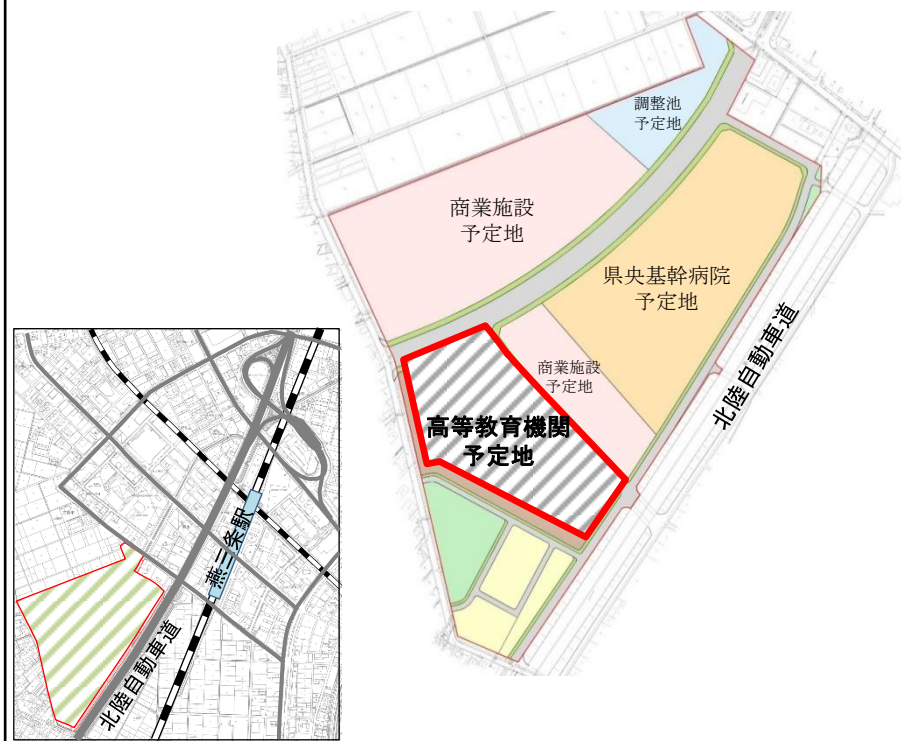 調整池
予定地
商業施設
予定地
県央基幹病院
予定地
商業施設
予定地
高等教育機関
予定地
北陸自動車道
燕三条駅
北陸自動車道